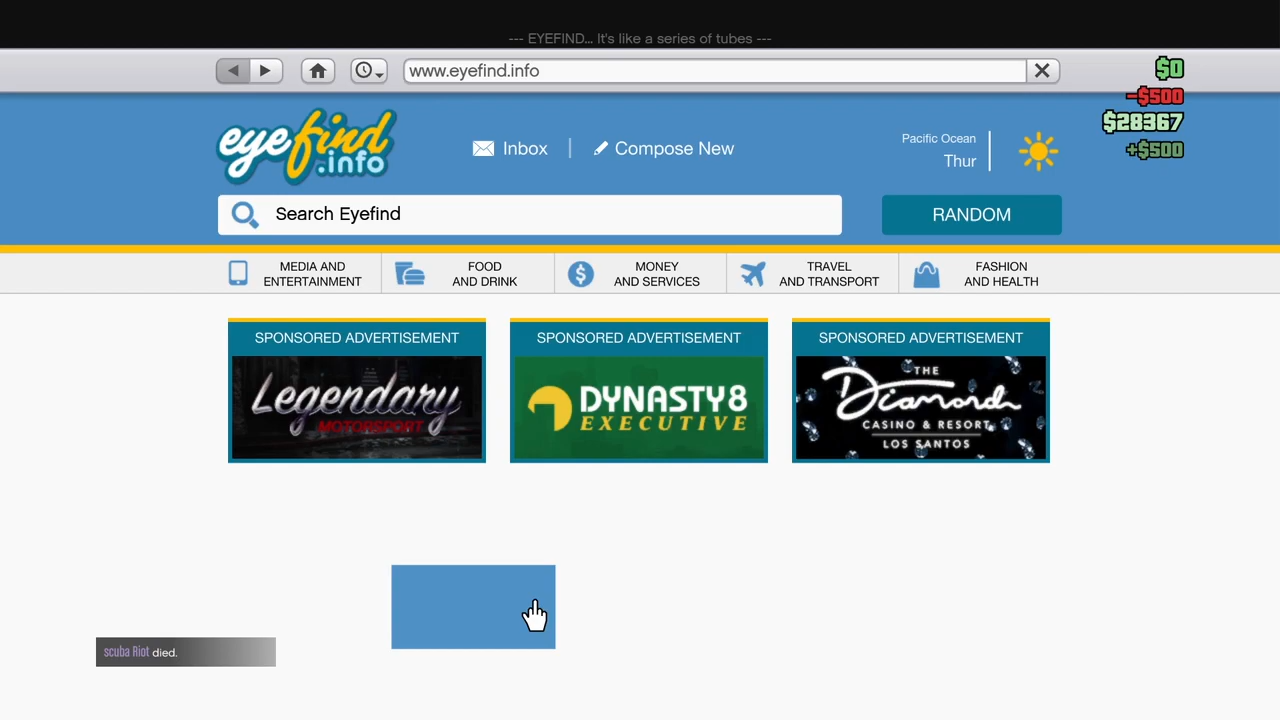 --- EYEFIND... It's like a series of tubes ---
www.eyefind.info
$0
-$500
$28367
+$500
eyefind
.info
Inbox
Compose New
Pacific Ocean
Thur
Search Eyefind
RANDOM
MEDIA AND
ENTERTAINMENT
FOOD
AND DRINK
MONEY
AND SERVICES
TRAVEL
AND TRANSPORT
FASHION
AND HEALTH
SPONSORED ADVERTISEMENT
Legendary
MOTORSPORT
SPONSORED ADVERTISEMENT
DYNASTY8
EXECUTIVE
SPONSORED ADVERTISEMENT
THE
Diamond
CASINO & RESORT
LOS SANTOS
scuba Riot died.